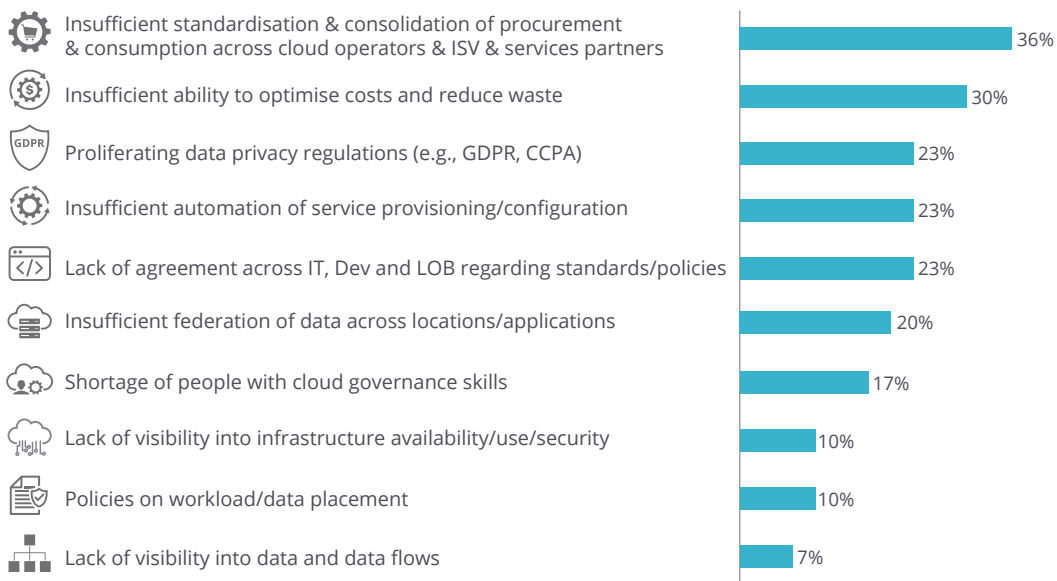 Insufficient standardisation & consolidation of procurement
& consumption across cloud operators & ISV & services partners
36%
Insufficient ability to optimise costs and reduce waste
30%
GDPR
Proliferating data privacy regulations (e.g., GDPR, CCPA)
23%
Insufficient automation of service provisioning/configuration
23%
</>
Lack of agreement across IT, Dev and LOB regarding standards/policies
23%
Insufficient federation of data across locations/applications
20%
Shortage of people with cloud governance skills
17%
Lack of visibility into infrastructure availability/use/security
10%
Policies on workload/data placement
10%
Lack of visibility into data and data flows
7%